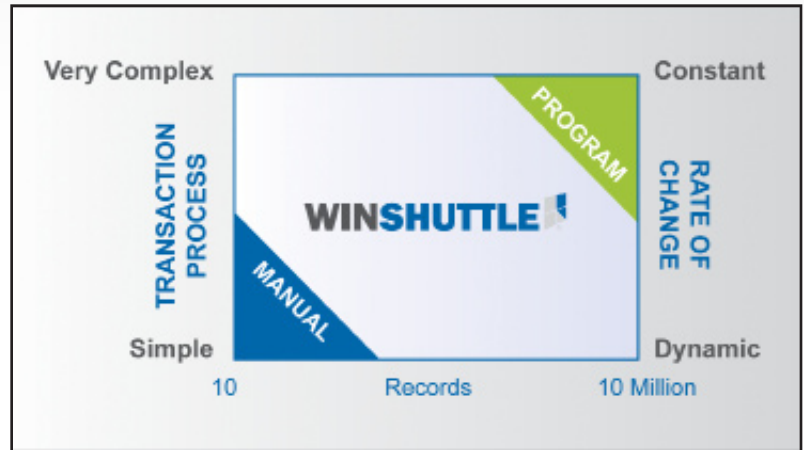 Very Complex
Constant
TRANSACTION
PROCESS
PROGRAM
RATE OF
CHANGE
WINSHUTTLE
MANUAL
Simple
Dynamic
10
Records
10 Million